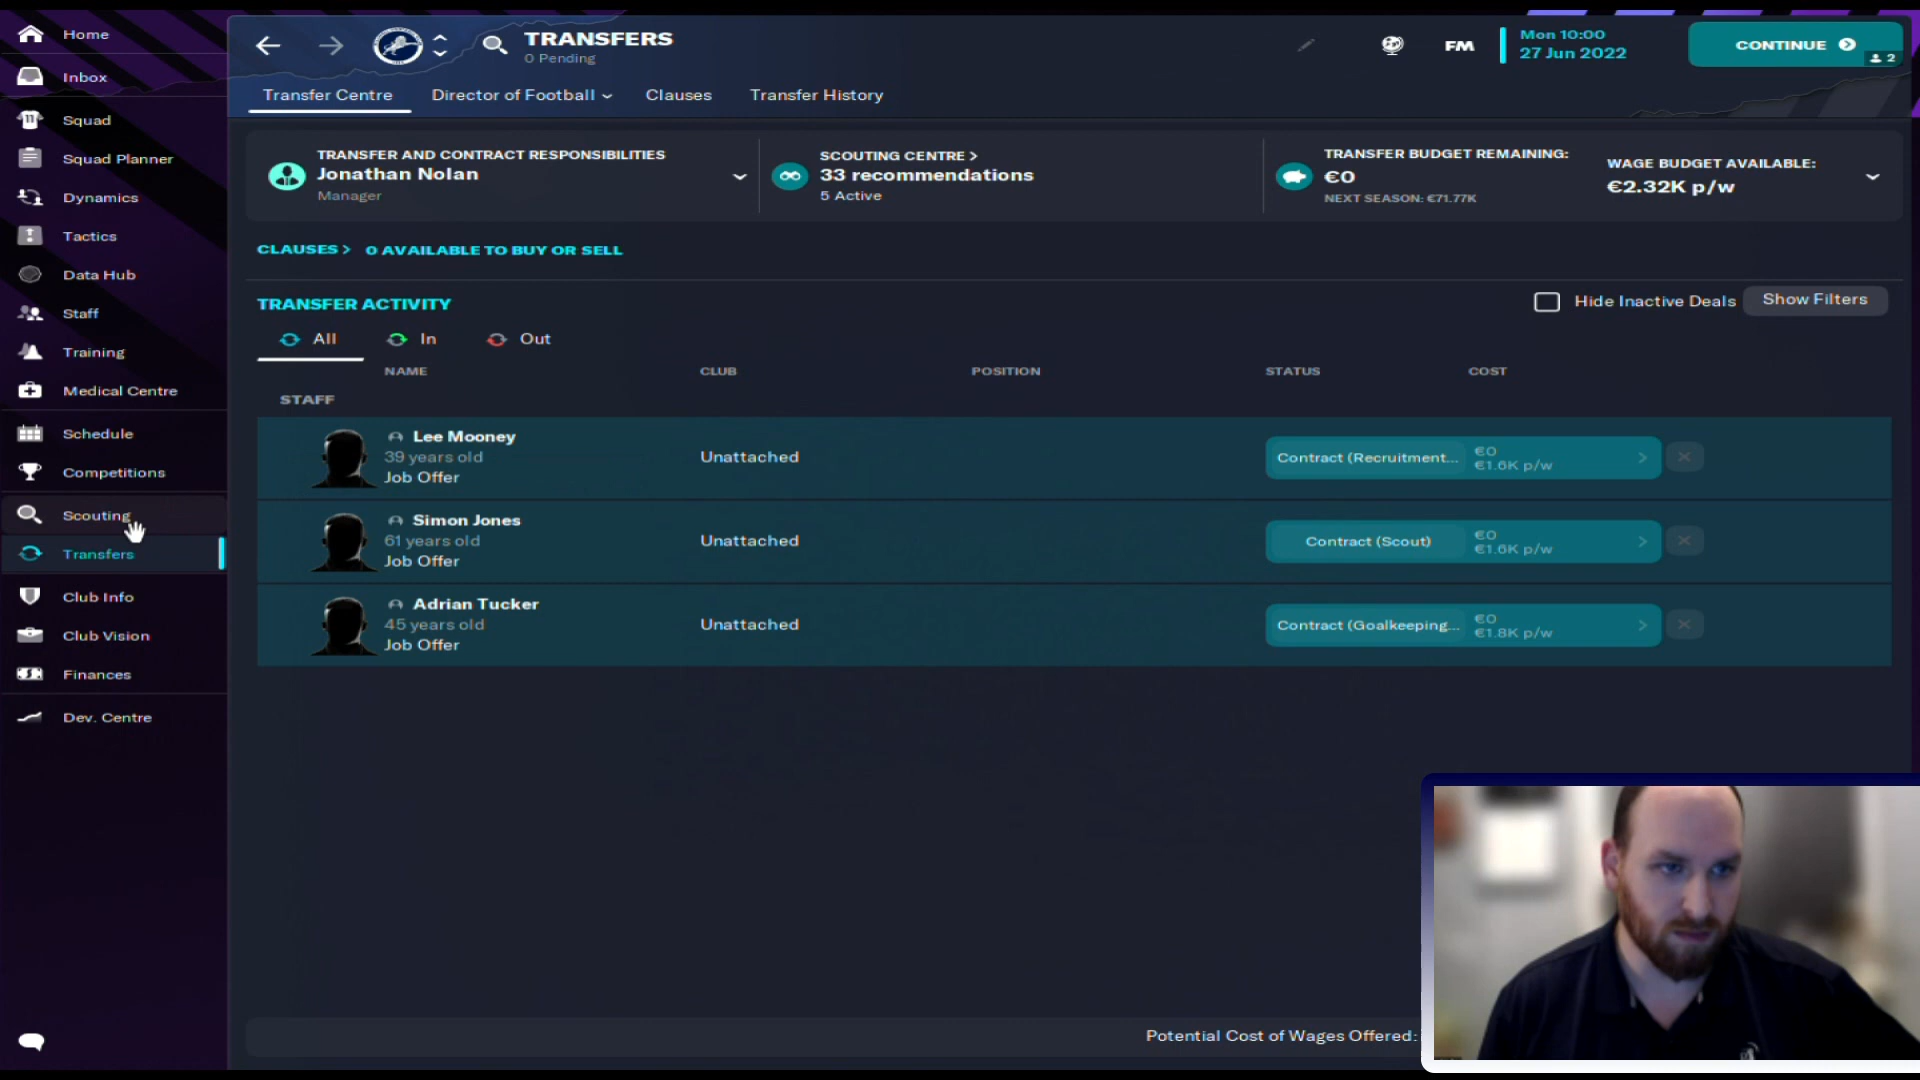 Home
Inbox
Squad
Squad Planner
Dynamics
Tactics
Data Hub
Staff
Training
Medical Centre
Schedule
Competitions
Scouting
Transfers
Club Info
Club Vision
Finances
Dev. Centre
TRANSFERS
0 Pending
FM
Mon 10:00
27 Jun 2022
CONTINUE
2
Transfer Centre Director of Football Clauses Transfer History
TRANSFER AND CONTRACT RESPONSIBILITIES
Jonathan Nolan
Manager
SCOUTING CENTRE >
33 recommendations
5 Active
TRANSFER BUDGET REMAINING:
€0
NEXT SEASON: €71.77K
WAGE BUDGET AVAILABLE:
€2.32K p/w
CLAUSES > 0 AVAILABLE TO BUY OR SELL
TRANSFER ACTIVITY
Hide Inactive Deals Show Filters
All In Out
NAME CLUB POSITION STATUS COST
STAFF
Lee Mooney
39 years old
Job Offer
Unattached
Contract (Recruitment...
€0
€1.6K p/w
Simon Jones
61 years old
Job Offer
Unattached
Contract (Scout)
€0
€1.6K p/w
Adrian Tucker
45 years old
Job Offer
Unattached
Contract (Goalkeeping...
€0
€1.8K p/w
Potential Cost of Wages Offered: